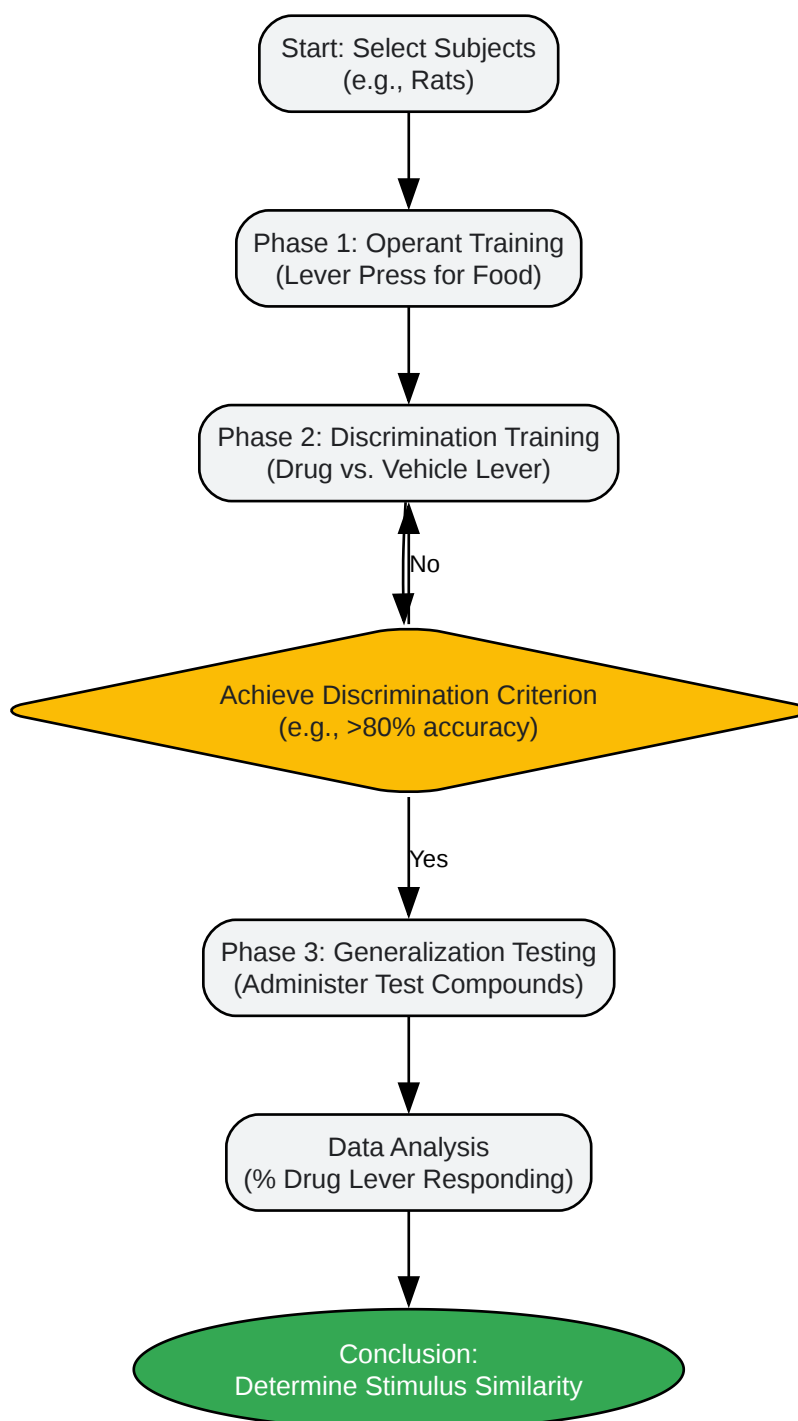 Start: Select Subjects
(e.g., Rats)
Phase 1: Operant Training
(Lever Press for Food)
Phase 2: Discrimination Training
(Drug vs. Vehicle Lever)
No
Achieve Discrimination Criterion
(e.g., >80% accuracy)
Yes
Phase 3: Generalization Testing
(Administer Test Compounds)
Data Analysis
(% Drug Lever Responding)
Conclusion:
Determine Stimulus Similarity